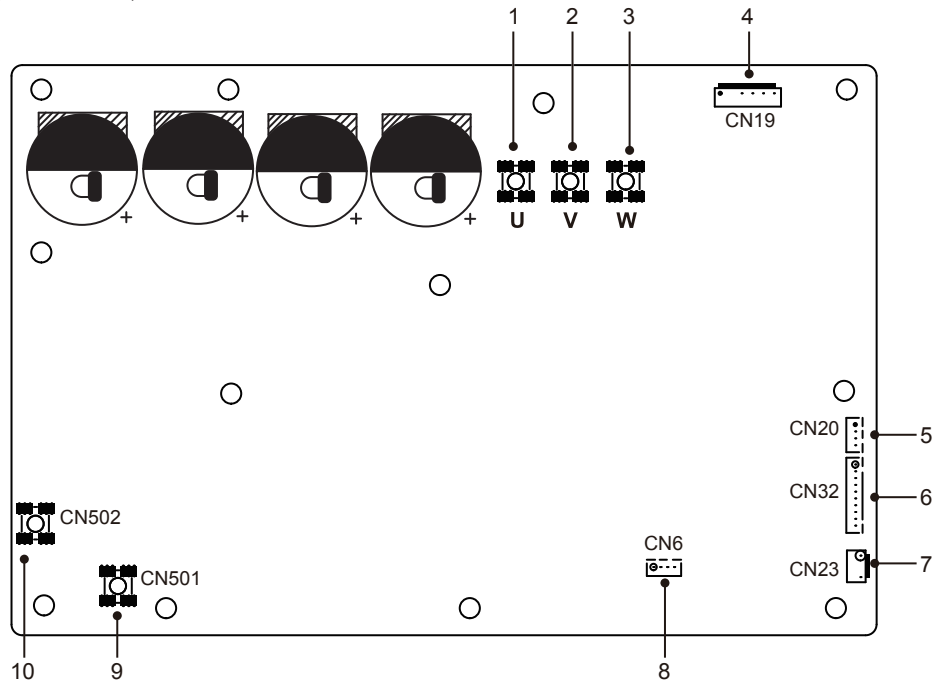 1 2 3 4
CN19
+ + + +
U V W
CN20 5
CN32 6
CN502
CN6
CN501
CN23 7
10 9 8